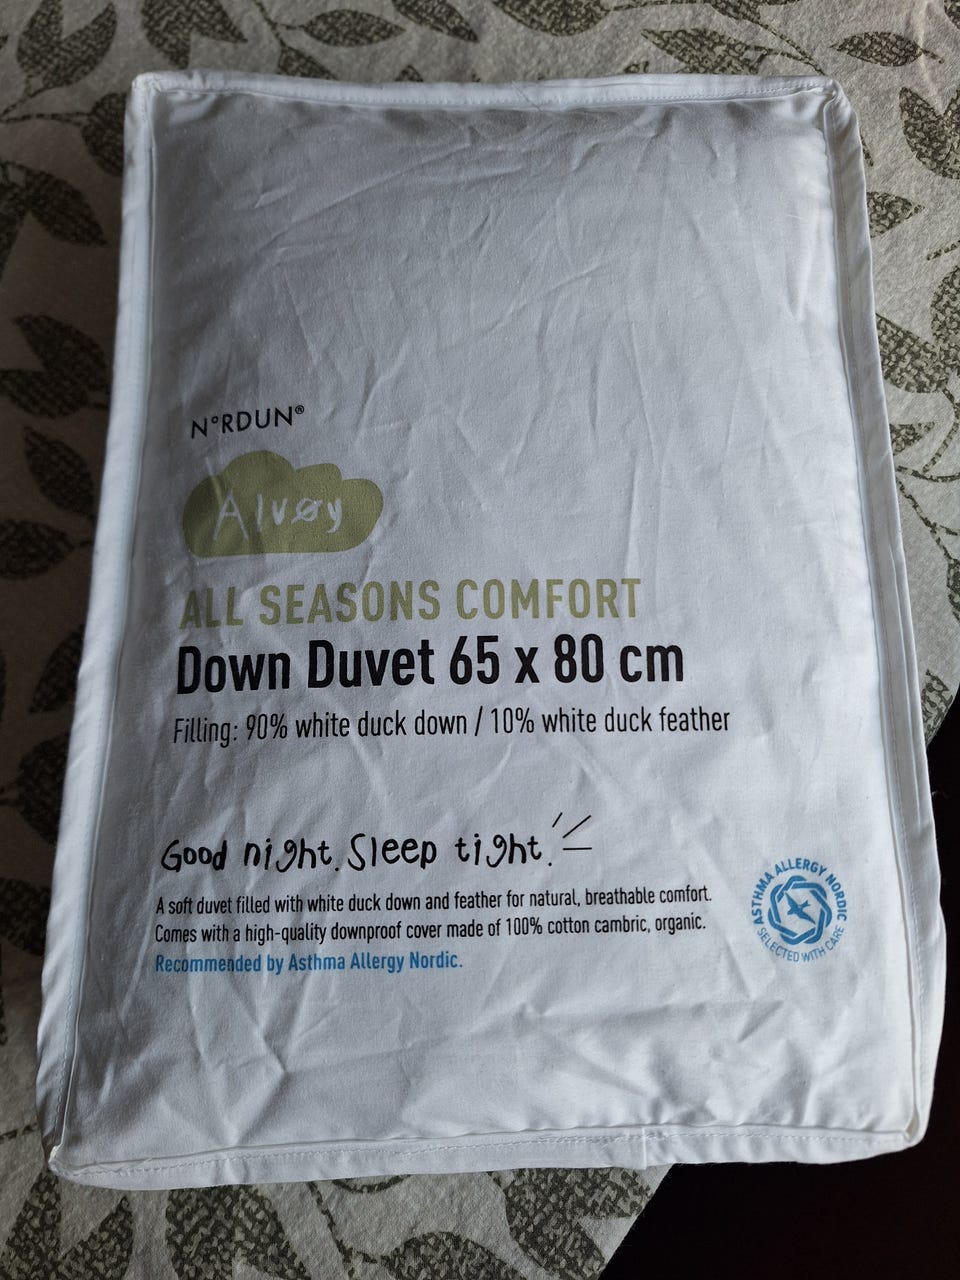 N°RDUN®
Alvøy
ALL SEASONS COMFORT
Down Duvet 65 x 80 cm
Filling: 90% white duck down / 10% white duck feather
Good night. Sleep tight.
A soft duvet filled with white duck down and feather for natural, breathable comfort.
Comes with a high-quality downproof cover made of 100% cotton cambric, organic.
Recommended by Asthma Allergy Nordic.
ASTHMA ALLERGY NORDIC
SELECTED WITH CARE